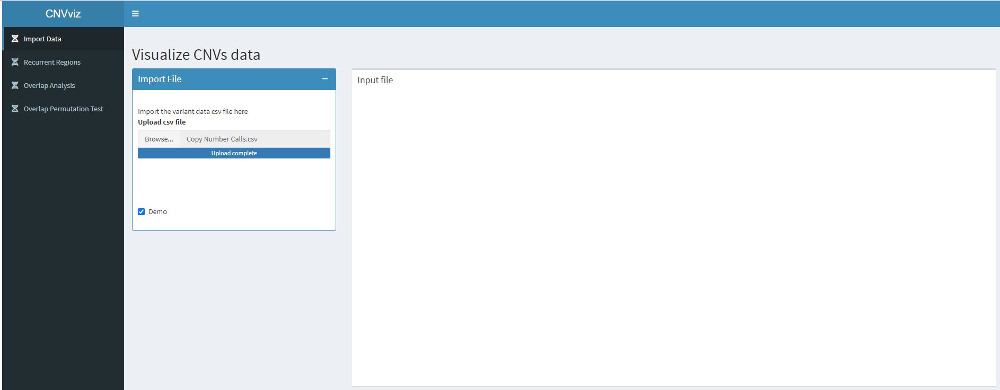 CNVviz
Import Data
Recurrent Regions
Overlap Analysis
Overlap Permutation Test
Visualize CNVs data
Import File
Import the variant data csv file here
Upload csv file
Browse... Copy Number Calls.csv
Upload complete
Demo
Input file